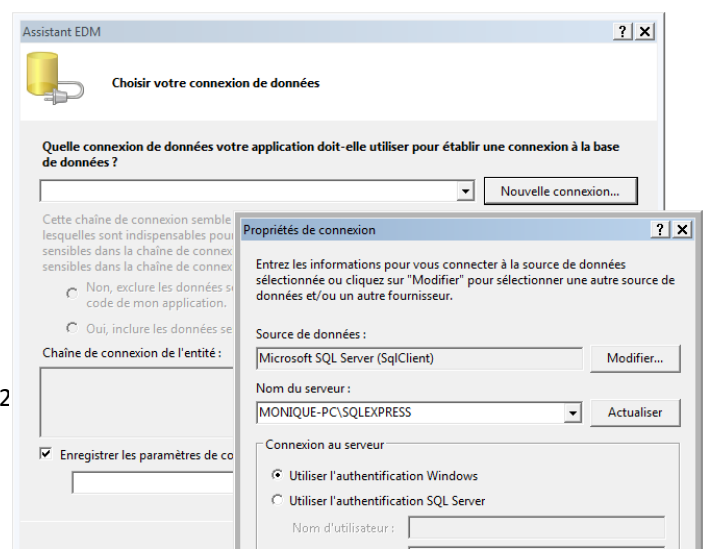 Assistant EDM
Choisir votre connexion de données
Quelle connexion de données votre application doit-elle utiliser pour établir une connexion à la base
de données ?
Nouvelle connexion...
Cette chaîne de connexion semble
lesquelles sont indispensables pour
sensibles dans la chaîne de connex
sensibles dans la chaîne de connex
Non, exclure les données se
code de mon application.
Oui, inclure les données se
Chaîne de connexion de l'entité :
2
Enregistrer les paramètres de co
Propriétés de connexion
Entrez les informations pour vous connecter à la source de données
sélectionnée ou cliquez sur "Modifier" pour sélectionner une autre source de
données et/ou un autre fournisseur.
Source de données :
Microsoft SQL Server (SqlClient)
Modifier...
Nom du serveur :
MONIQUE-PC\SQLEXPRESS
Actualiser
Connexion au serveur
Utiliser l'authentification Windows
Utiliser l'authentification SQL Server
Nom d'utilisateur :